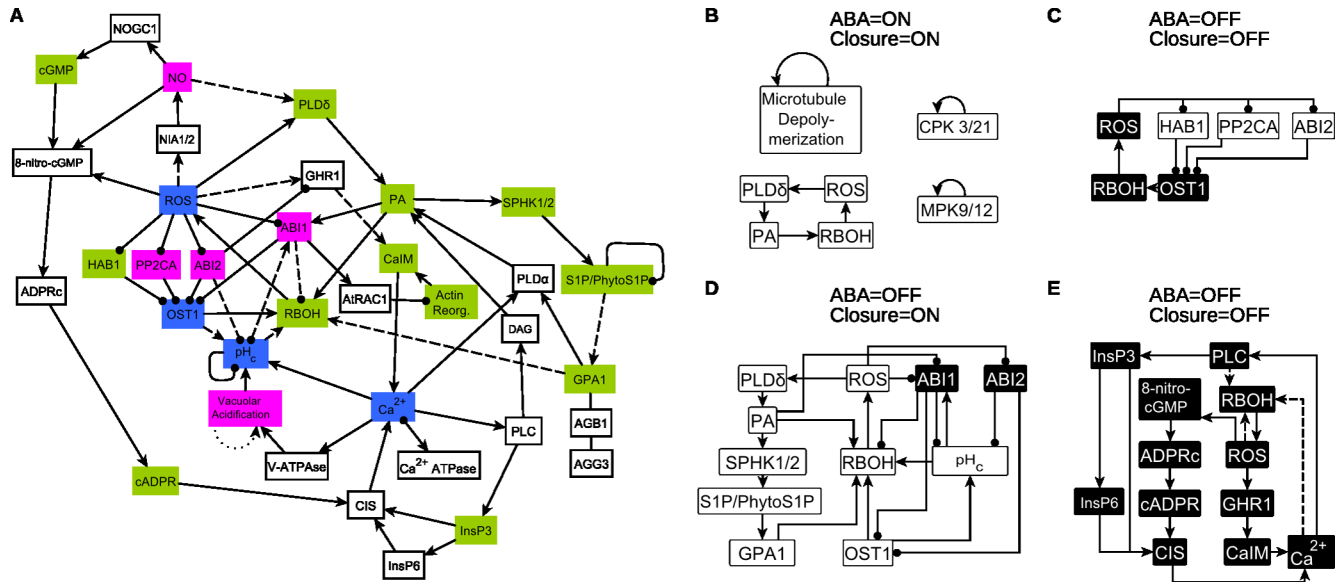 A
NOGC1
cGMP
NO
PLDδ
NIA1/2
8-nitro-cGMP
GHR1
ROS
PA
SPHK1/2
ABI1
HAB1
PP2CA
ABI2
CaIM
PLDα
S1P/PhytoS1P
ADPRc
AtRAC1
Actin
Reorg.
OST1
RBOH
DAG
pHc
GPA1
Vacuolar
Acidification
Ca2+
PLC
AGB1
V-ATPAse
Ca2+ ATPase
AGG3
cADPR
CIS
InsP3
InsP6
B
ABA=ON
Closure=ON
Microtubule
Depoly-
merization
CPK 3/21
PLDδ
ROS
PA
RBOH
MPK9/12
C
ABA=OFF
Closure=OFF
ROS
HAB1
PP2CA
ABI2
RBOH
OST1
D
ABA=OFF
Closure=ON
PLDδ
ROS
ABI1
ABI2
PA
SPHK1/2
RBOH
pHc
S1P/PhytoS1P
GPA1
OST1
E
ABA=OFF
Closure=OFF
InsP3
PLC
8-nitro-
cGMP
RBOH
ADPRc
ROS
InsP6
cADPR
GHR1
CIS
CaIM
Ca2+